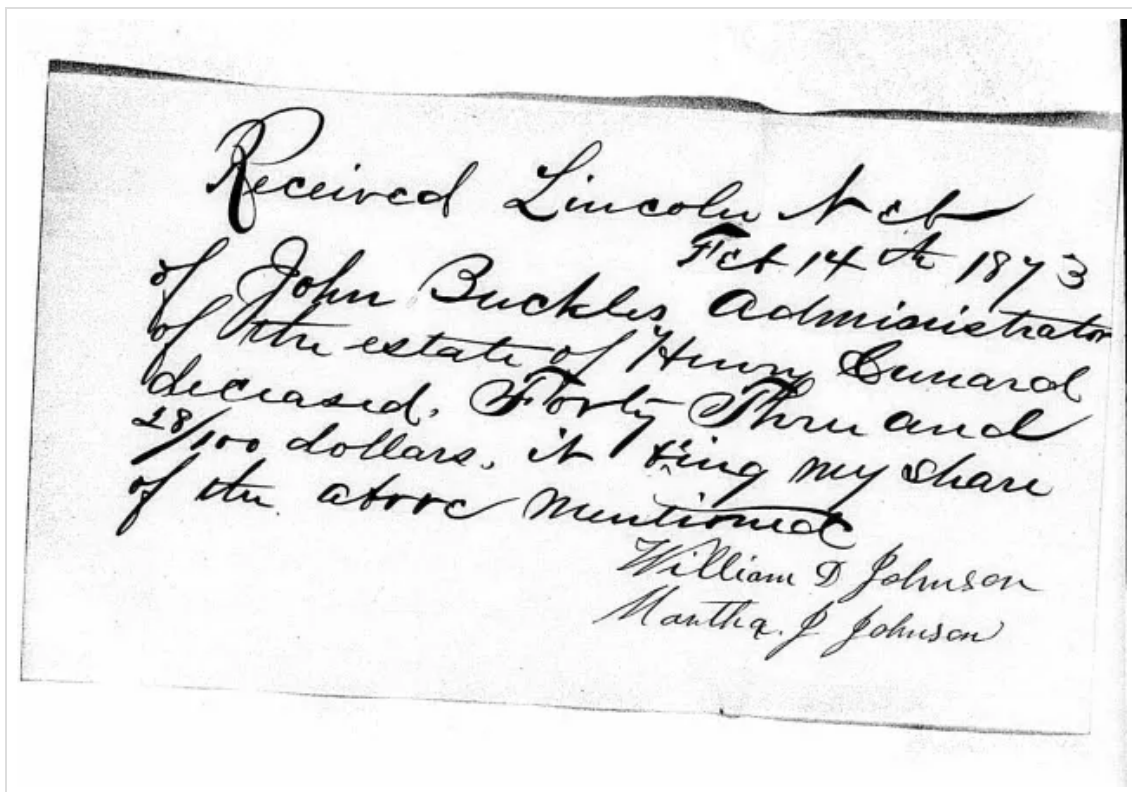 Received Lincoln Neb
Feb 14th 1873
of John Buckles Administrator
of the estate of Henry Cunard
deceased, Forty Three and
28/100 dollars, it being my share
of the above mentioned
William D Johnson
Martha. J Johnson